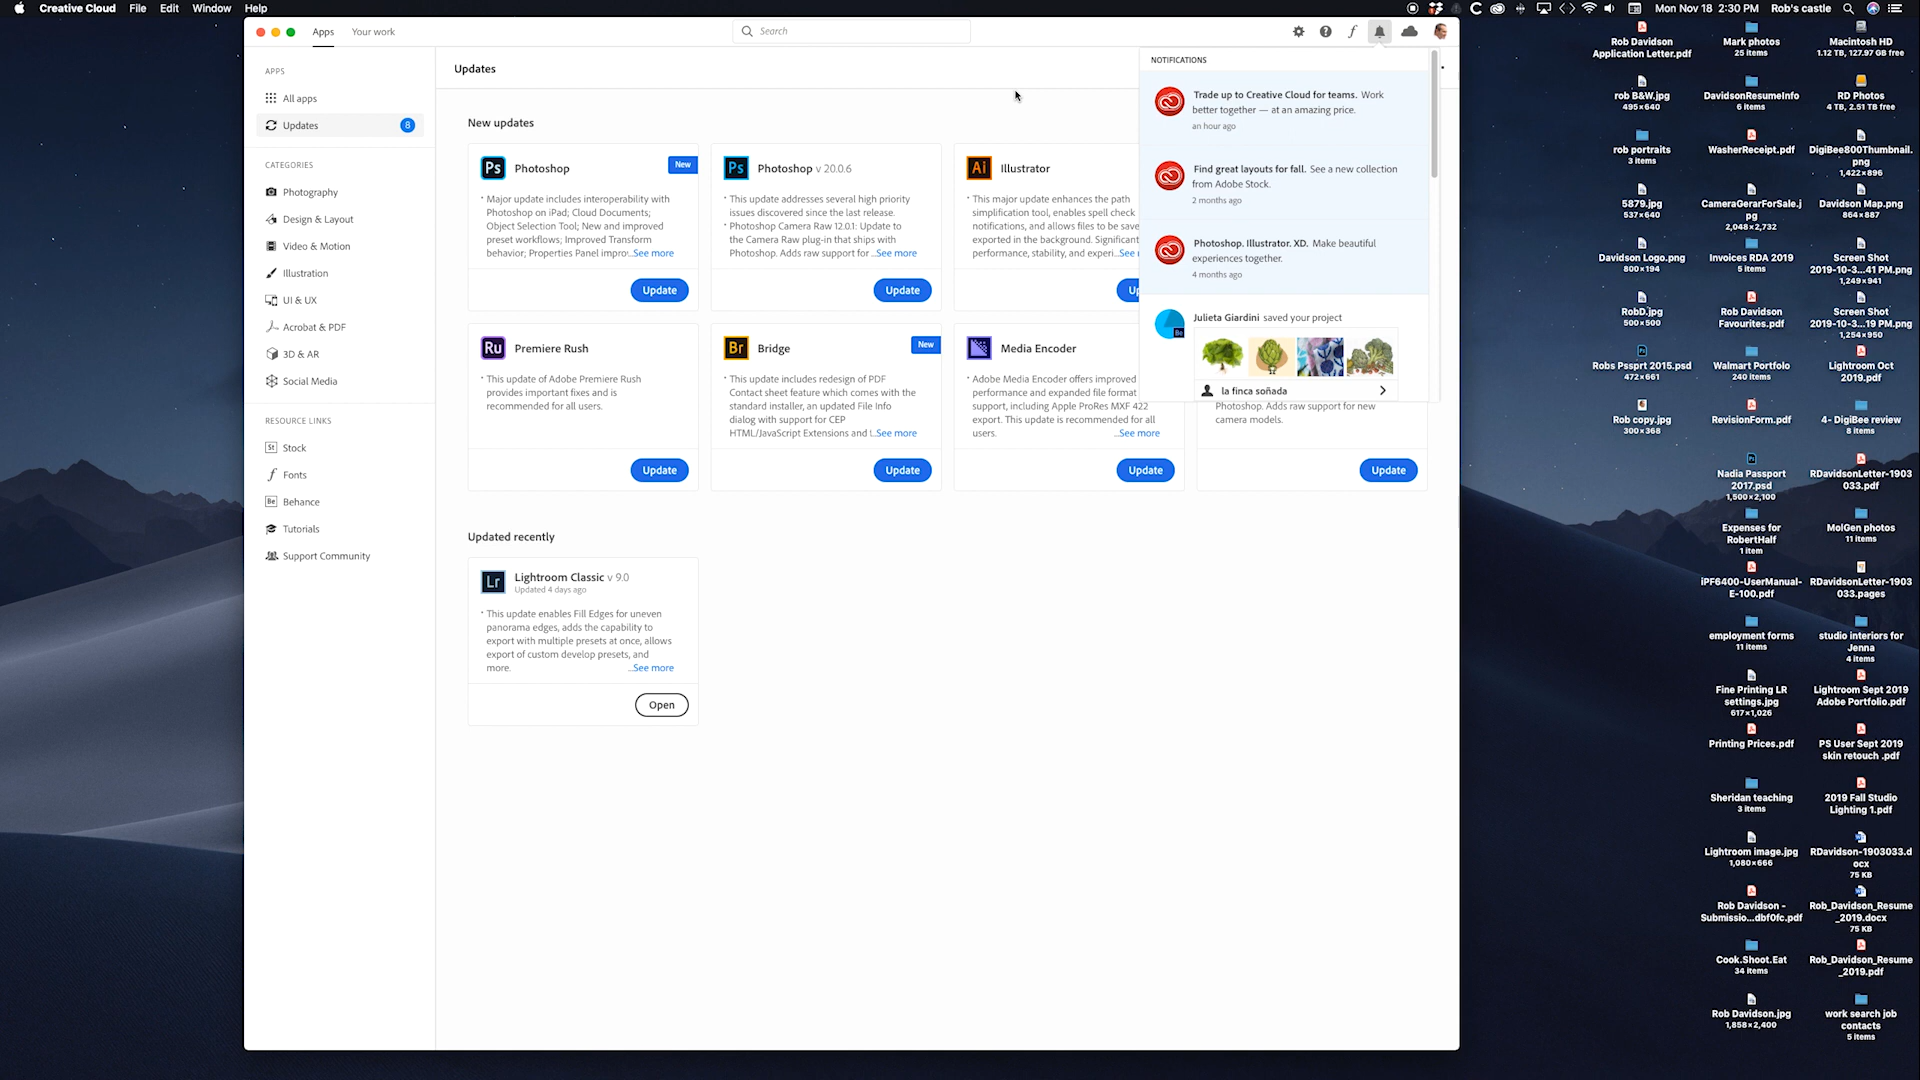 Creative Cloud File Edit Window Help
Mon Nov 18 2:30 PM Rob's castle
Apps Your work
Search
APPS
All apps
Updates 8
CATEGORIES
Photography
Design & Layout
Video & Motion
Illustration
UI & UX
Acrobat & PDF
3D & AR
Social Media
RESOURCE LINKS
St Stock
Fonts
Be Behance
Tutorials
Support Community
Updates
New updates
Ps Photoshop New
• Major update includes interoperability with
Photoshop on iPad; Cloud Documents;
Object Selection Tool; New and improved
preset workflows; Improved Transform
behavior; Properties Panel impro...See more
Update
Ps Photoshop v 20.0.6
• This update addresses several high priority
issues discovered since the last release.
• Photoshop Camera Raw 12.0.1: Update to
the Camera Raw plug-in that ships with
Photoshop. Adds raw support for ...See more
Update
Ai Illustrator
• This major update enhances the path
simplification tool, enables spell check
notifications, and allows files to be save
exported in the background. Significan
performance, stability, and experi...See
Ru Premiere Rush
• This update of Adobe Premiere Rush
provides important fixes and is
recommended for all users.
Update
Br Bridge New
• This update includes redesign of PDF
Contact sheet feature which comes with the
standard installer, an updated File Info
dialog with support for CEP
HTML/JavaScript Extensions and t...See more
Update
Media Encoder
• Adobe Media Encoder offers improved
performance and expanded file format
support, including Apple ProRes MXF 422
export. This update is recommended for all
users. ...See more
Update
Photoshop. Adds raw support for new
camera models.
Update
Updated recently
Lr Lightroom Classic v 9.0
Updated 4 days ago
• This update enables Fill Edges for uneven
panorama edges, adds the capability to
export with multiple presets at once, allows
export of custom develop presets, and
more. ...See more
Open
NOTIFICATIONS
Trade up to Creative Cloud for teams. Work
better together — at an amazing price.
an hour ago
Find great layouts for fall. See a new collection
from Adobe Stock.
2 months ago
Photoshop. Illustrator. XD. Make beautiful
experiences together.
4 months ago
Be Julieta Giardini saved your project
la finca soñada
Rob Davidson
Application Letter.pdf
rob B&W.jpg
495×640
rob portraits
3 items
5879.jpg
537×640
Davidson Logo.png
800×194
RobD.jpg
500×500
Robs Pssprt 2015.psd
472×661
Rob copy.jpg
300×368
Mark photos
25 items
DavidsonResumeInfo
6 items
WasherReceipt.pdf
CameraGerarForSale.j
pg
2,048×2,732
Invoices RDA 2019
5 items
Rob Davidson
Favourites.pdf
Walmart Portfolo
240 items
RevisionForm.pdf
Nadia Passport
2017.psd
1,500×2,100
Expenses for
RobertHalf
1 item
iPF6400-UserManual-
E-100.pdf
employment forms
11 items
Fine Printing LR
settings.jpg
617×1,026
Printing Prices.pdf
Sheridan teaching
3 items
Lightroom image.jpg
1,080×666
Rob Davidson -
Submissio...dbf0fc.pdf
Cook.Shoot.Eat
34 items
Rob Davidson.jpg
1,858×2,400
Macintosh HD
1.12 TB, 127.97 GB free
RD Photos
4 TB, 2.51 TB free
DigiBee800Thumbnail.
png
1,422×896
Davidson Map.png
864×887
Screen Shot
2019-10-3...41 PM.png
1,249×941
Screen Shot
2019-10-3...19 PM.png
1,254×950
Lightroom Oct
2019.pdf
4- DigiBee review
8 items
RDavidsonLetter-1903
033.pdf
MolGen photos
11 items
RDavidsonLetter-1903
033.pages
studio interiors for
Jenna
4 items
Lightroom Sept 2019
Adobe Portfolio.pdf
PS User Sept 2019
skin retouch .pdf
2019 Fall Studio
Lighting 1.pdf
RDavidson-1903033.d
ocx
75 KB
Rob_Davidson_Resume
_2019.docx
75 KB
Rob_Davidson_Resume
_2019.pdf
work search job
contacts
5 items